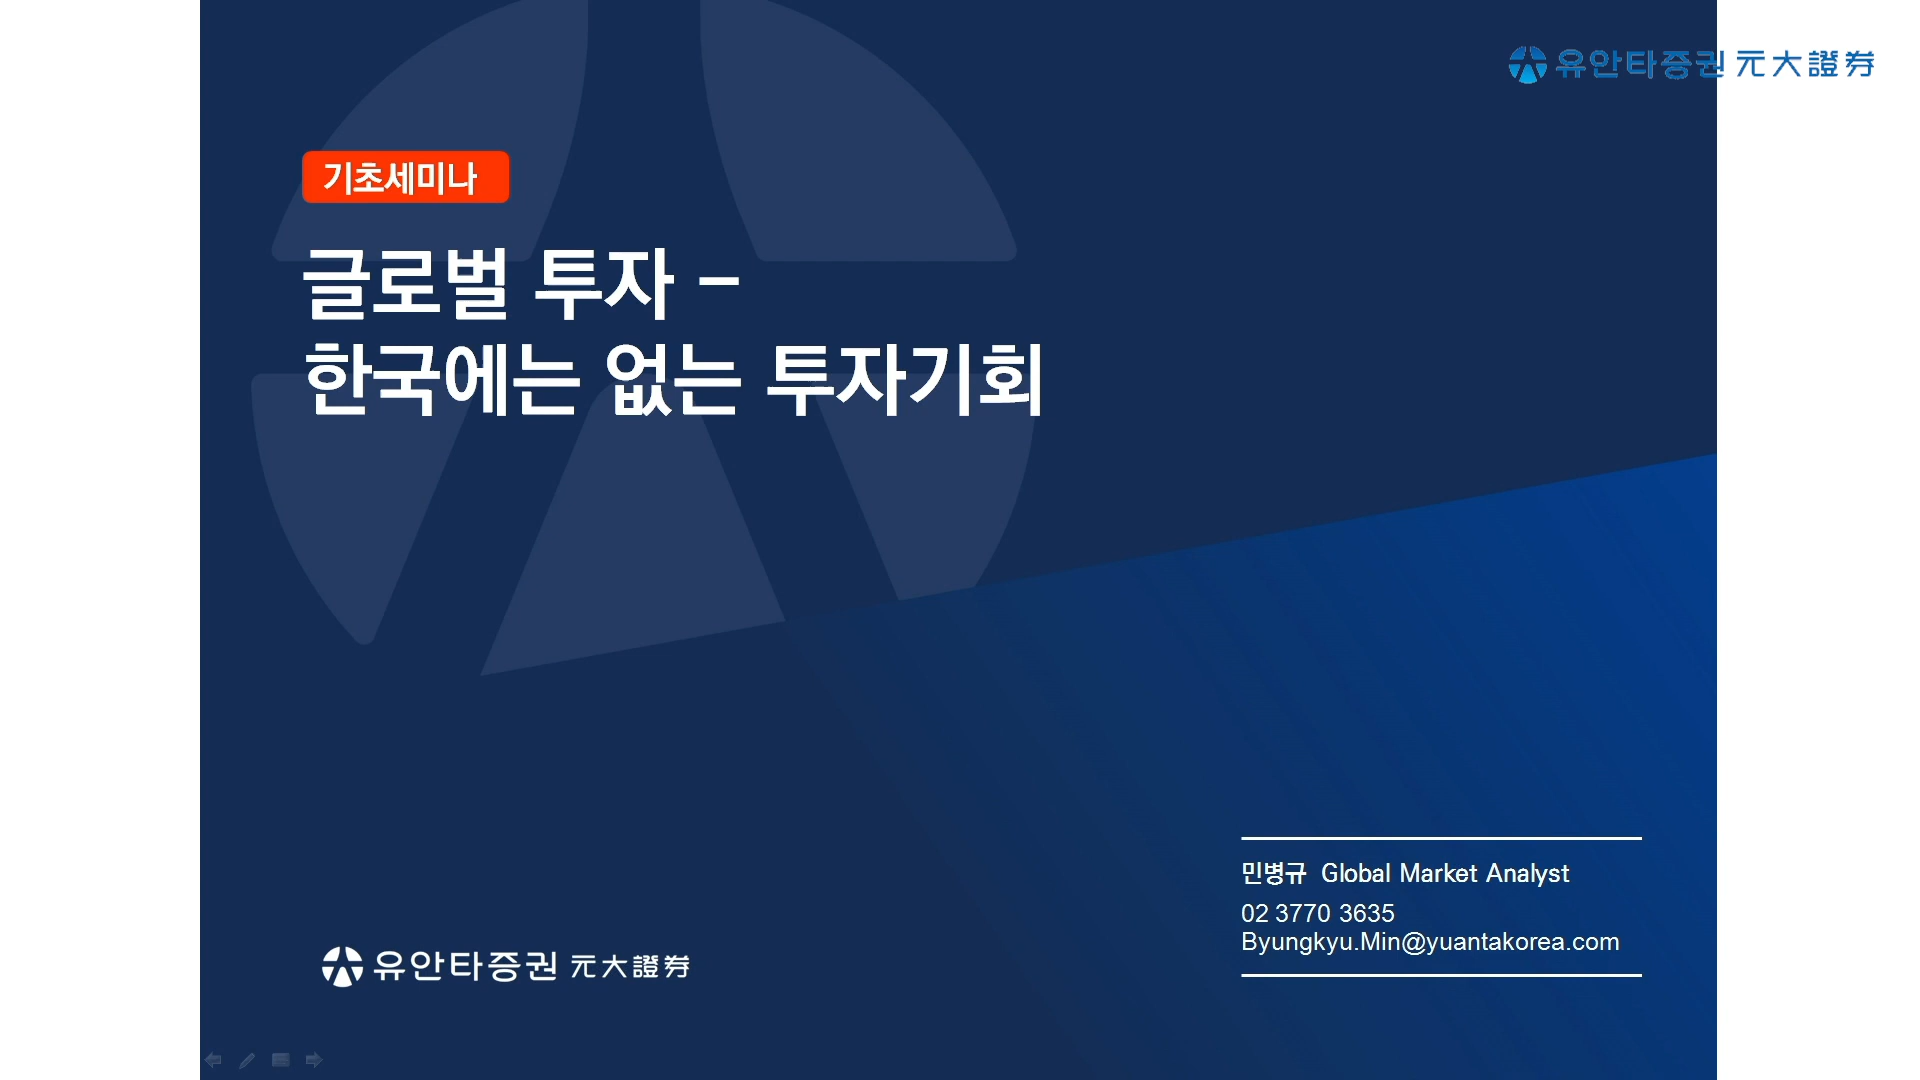 유안타증권 元大證券
기초세미나
글로벌 투자 –
한국에는 없는 투자기회
민병규 Global Market Analyst
02 3770 3635
Byungkyu.Min@yuantakorea.com
유안타증권 元大證券